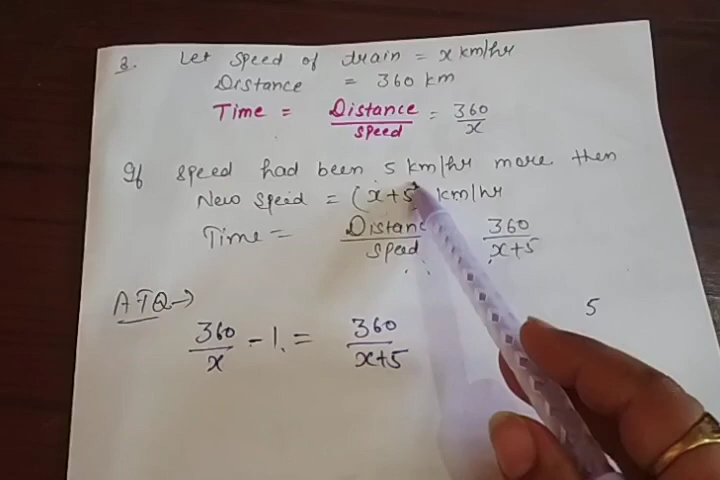 3. Let speed of train = x km/hr
Distance = 360 km
Time = Distance/speed = 360/x
If speed had been 5 km/hr more then
New speed = (x+5) km/hr
Time = Distanc/speed 360/x+5
ATQ→
5
360/x - 1 = 360/x+5